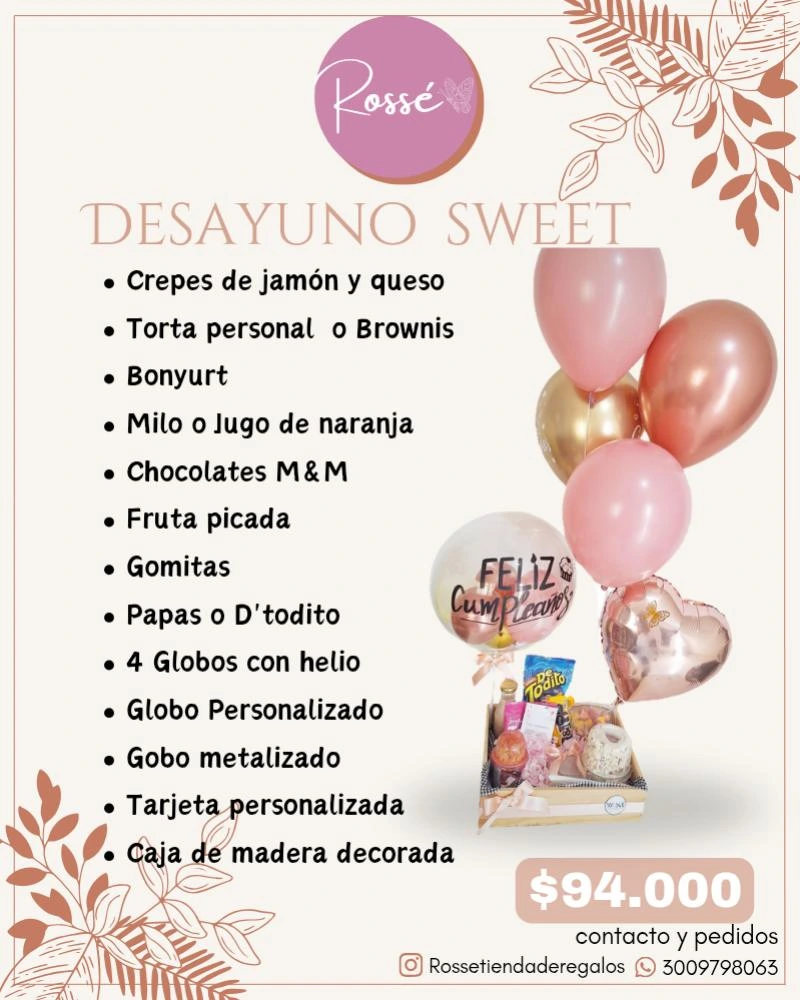 Rossé
DESAYUNO SWEET
• Crepes de jamón y queso
• Torta personal o Brownis
• Bonyurt
• Milo o Jugo de naranja
• Chocolates M&M
• Fruta picada
• Gomitas
• Papas o D'todito
• 4 Globos con helio
• Globo Personalizado
• Gobo metalizado
• Tarjeta personalizada
• Caja de madera decorada
FELIZ
Cumpleaños
De
Todito
$94.000
contacto y pedidos
Rossetiendaderegalos 3009798063